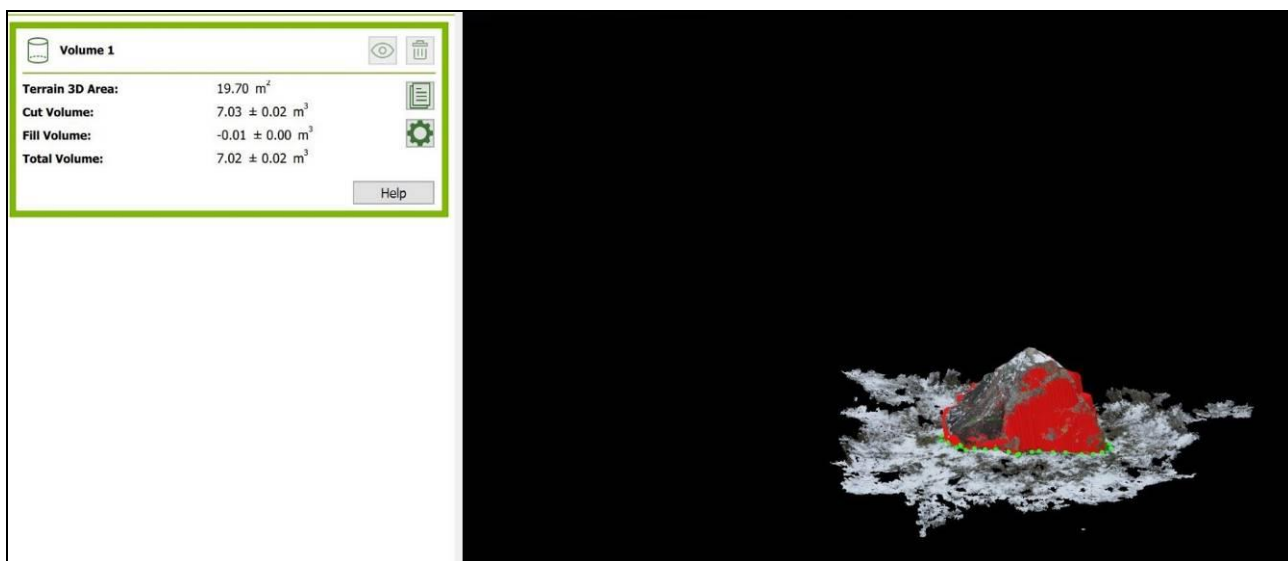 Volume 1
Terrain 3D Area: 19.70 m²
Cut Volume: 7.03 ± 0.02 m³
Fill Volume: -0.01 ± 0.00 m³
Total Volume: 7.02 ± 0.02 m³
Help